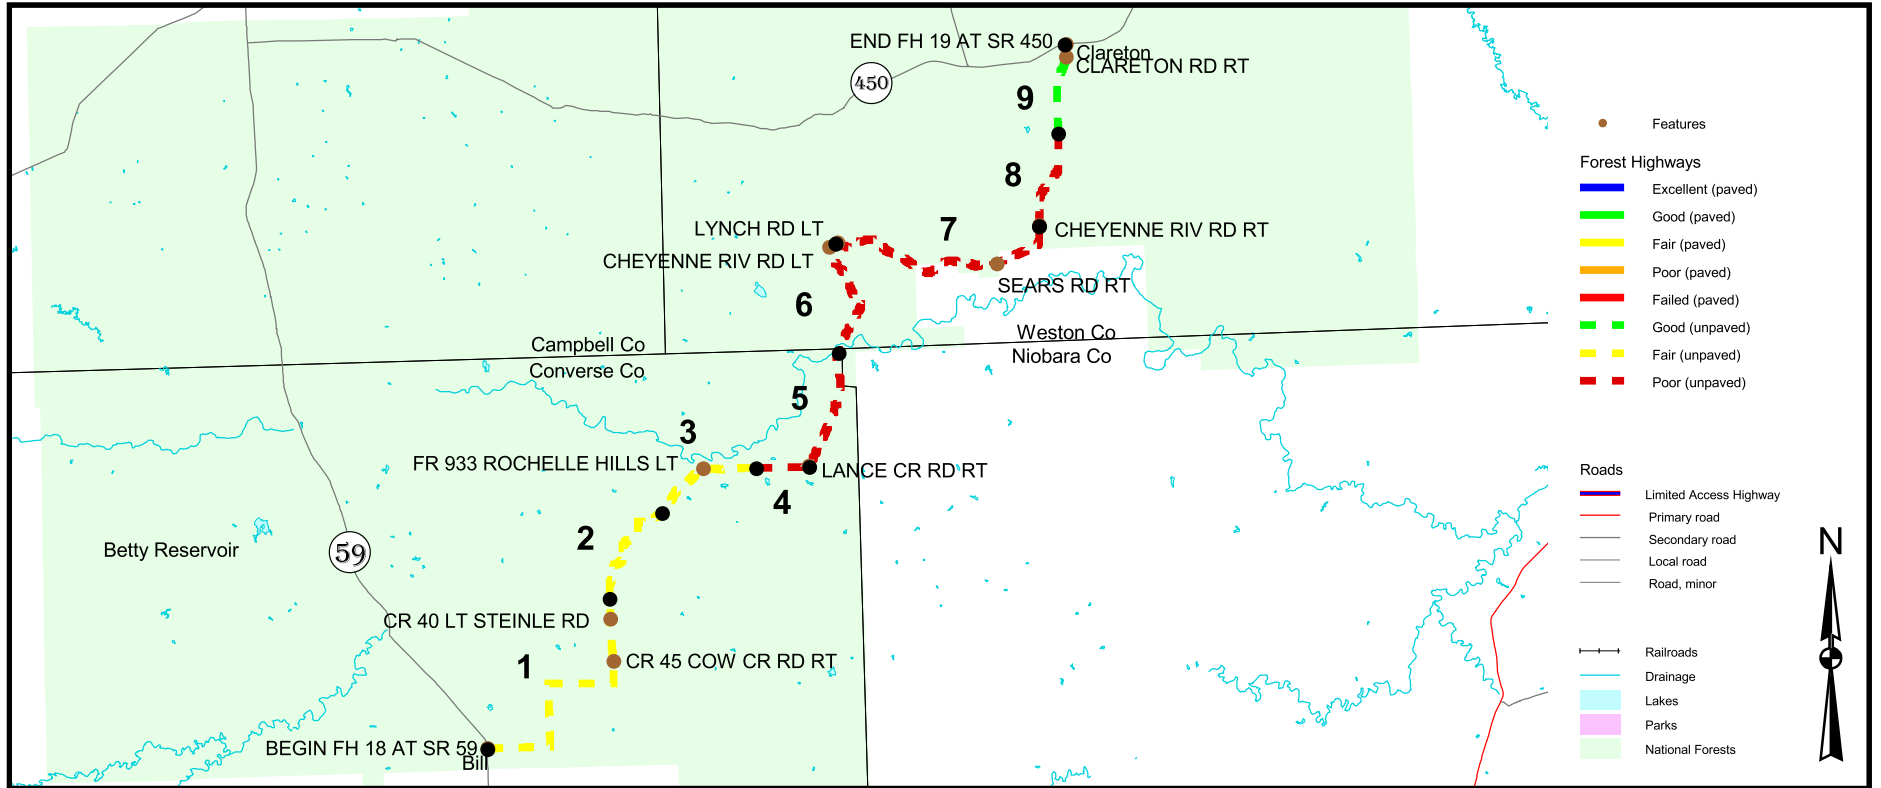 END FH 19 AT SR 450
Clareton
CLARETON RD RT
450
9
8
LYNCH RD LT
7
CHEYENNE RIV RD RT
CHEYENNE RIV RD LT
SEARS RD RT
6
Campbell Co
Weston Co
Converse Co
Niobara Co
5
3
FR 933 ROCHELLE HILLS LT
LANCE CR RD RT
4
2
Betty Reservoir
59
CR 40 LT STEINLE RD
1
CR 45 COW CR RD RT
BEGIN FH 18 AT SR 59
Bill
Features
Forest Highways
Excellent (paved)
Good (paved)
Fair (paved)
Poor (paved)
Failed (paved)
Good (unpaved)
Fair (unpaved)
Poor (unpaved)
Roads
Limited Access Highway
Primary road
Secondary road
Local road
Road, minor
Railroads
Drainage
Lakes
Parks
National Forests
N